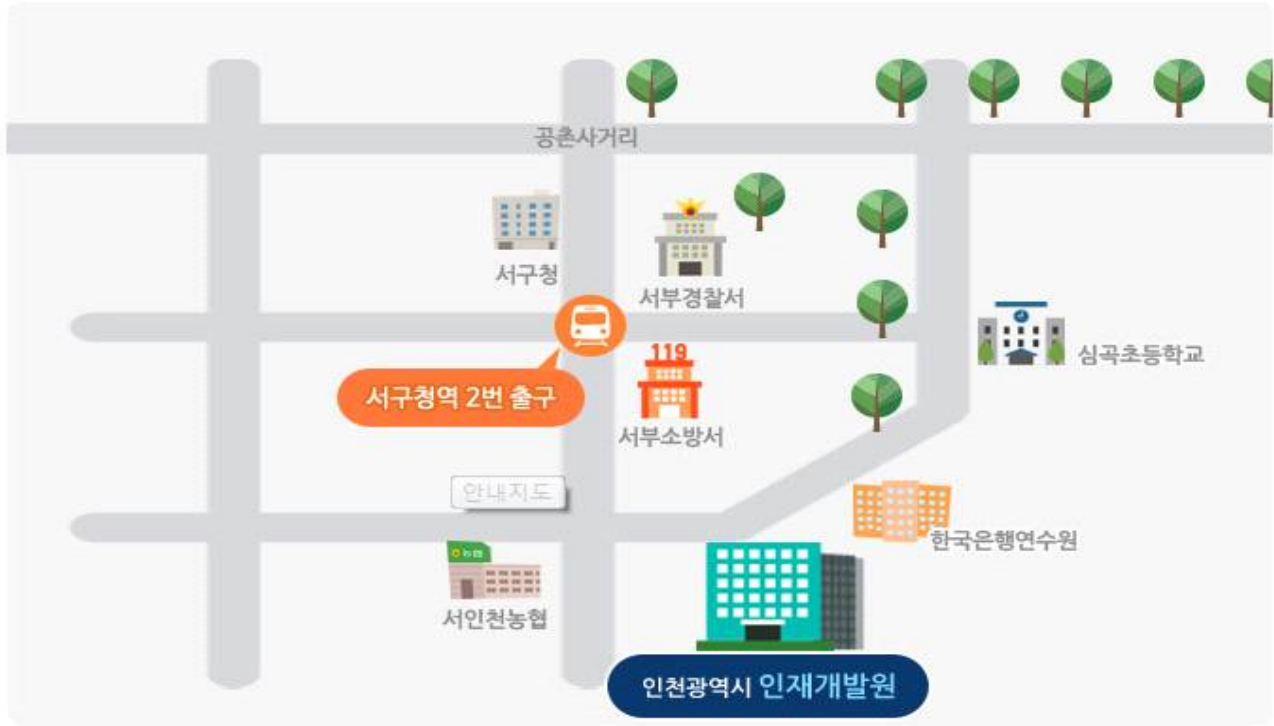 공촌사거리
서구청
서부경찰서
119
심곡초등학교
서구청역 2번 출구
서부소방서
안내지도
한국은행연수원
농협
서인천농협
인천광역시 인재개발원